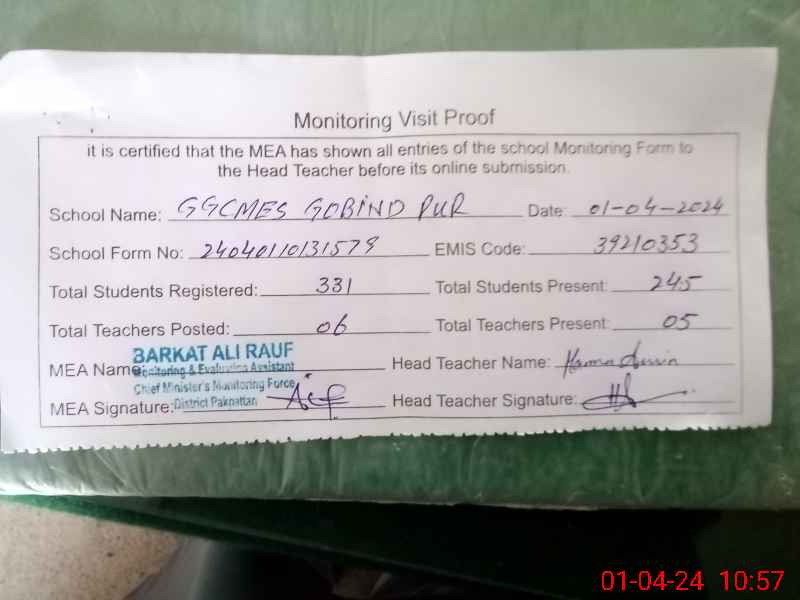 Monitoring Visit Proof
it is certified that the MEA has shown all entries of the school Monitoring Form to
the Head Teacher before its online submission.
School Name: GGCMES GOBIND PUR Date: 01-04-2024
School Form No: 24040110131579 EMIS Code: 39210353
Total Students Registered: 331 Total Students Present: 245
Total Teachers Posted: 06 Total Teachers Present: 05
MEA Name: BARKAT ALI RAUF Head Teacher Name:
Monitoring & Evaluation Assistant
Chief Minister's Monitoring Force
MEA Signature: District Pakpattan Head Teacher Signature:
01-04-24 10:57